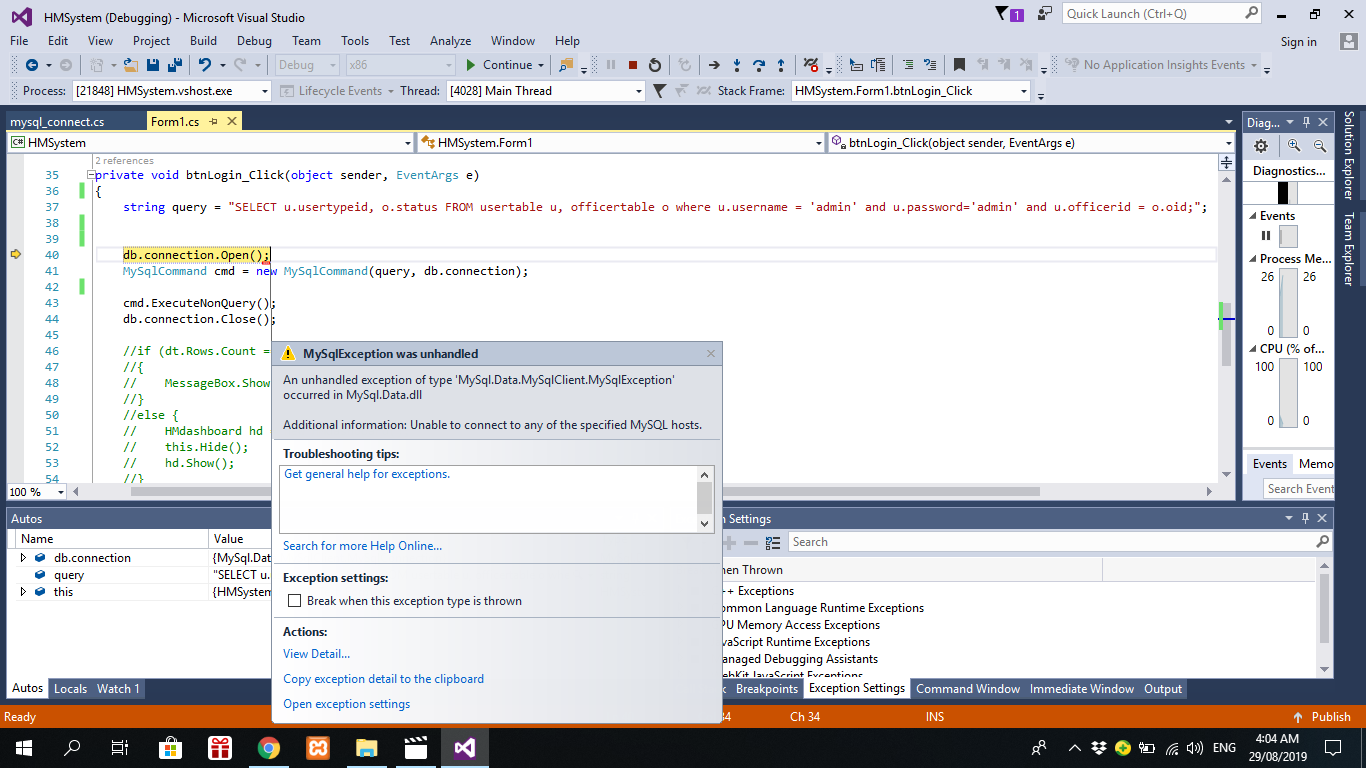 HMSystem (Debugging) - Microsoft Visual Studio
1
Quick Launch (Ctrl+Q)
File Edit View Project Build Debug Team Tools Test Analyze Window Help
Sign in
Debug x86 Continue No Application Insights Events
Process: [21848] HMSystem.vshost.exe Lifecycle Events Thread: [4028] Main Thread Stack Frame: HMSystem.Form1.btnLogin_Click
mysql_connect.cs Form1.cs
C# HMSystem HMSystem.Form1 btnLogin_Click(object sender, EventArgs e)
2 references
35 private void btnLogin_Click(object sender, EventArgs e)
36 {
37 string query = "SELECT u.usertypeid, o.status FROM usertable u, officertable o where u.username = 'admin' and u.password='admin' and u.officerid = o.oid;";
38
39
40 db.connection.Open();
41 MySqlCommand cmd = new MySqlCommand(query, db.connection);
42
43 cmd.ExecuteNonQuery();
44 db.connection.Close();
45
46 //if (dt.Rows.Count =
47 //{
48 // MessageBox.Show
49 //}
50 //else {
51 // HMdashboard hd
52 // this.Hide();
53 // hd.Show();
54 //}
100 %
MySqlException was unhandled
An unhandled exception of type 'MySql.Data.MySqlClient.MySqlException'
occurred in MySql.Data.dll
Additional information: Unable to connect to any of the specified MySQL hosts.
Troubleshooting tips:
Get general help for exceptions.
Search for more Help Online...
Exception settings:
Break when this exception type is thrown
Actions:
View Detail...
Copy exception detail to the clipboard
Open exception settings
Diag...
Diagnostics...
Events
Process Me...
26 26
0 0
CPU (% of...
100 100
0 0
Events Memo
Search Event
Solution Explorer
Team Explorer
Autos
Name Value
db.connection {MySql.Dat
query "SELECT u.
this {HMSystem
Autos Locals Watch 1
n Settings
Search
hen Thrown
++ Exceptions
ommon Language Runtime Exceptions
PU Memory Access Exceptions
vaScript Runtime Exceptions
anaged Debugging Assistants
ebKit JavaScript Exceptions
Breakpoints Exception Settings Command Window Immediate Window Output
Ready
34 Ch 34 INS Publish
ENG
4:04 AM
29/08/2019